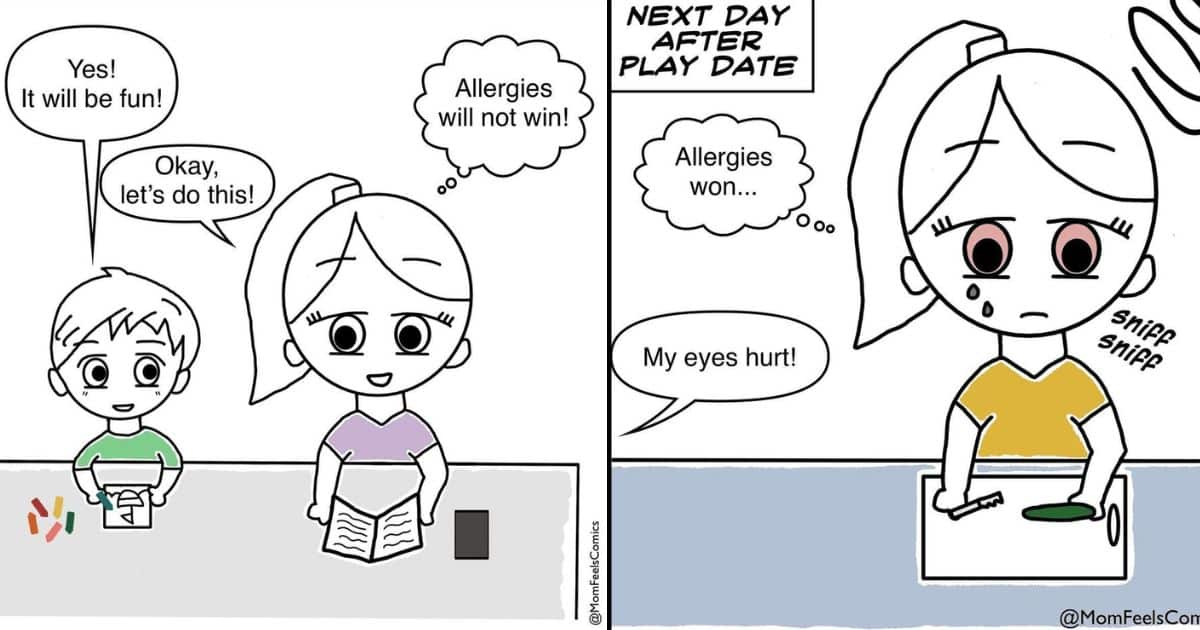 Yes!
It will be fun!
Okay,
let's do this!
Allergies
will not win!
@MomFeelsComics
NEXT DAY
AFTER
PLAY DATE
Allergies
won...
My eyes hurt!
sniff
sniff
@MomFeelsCom